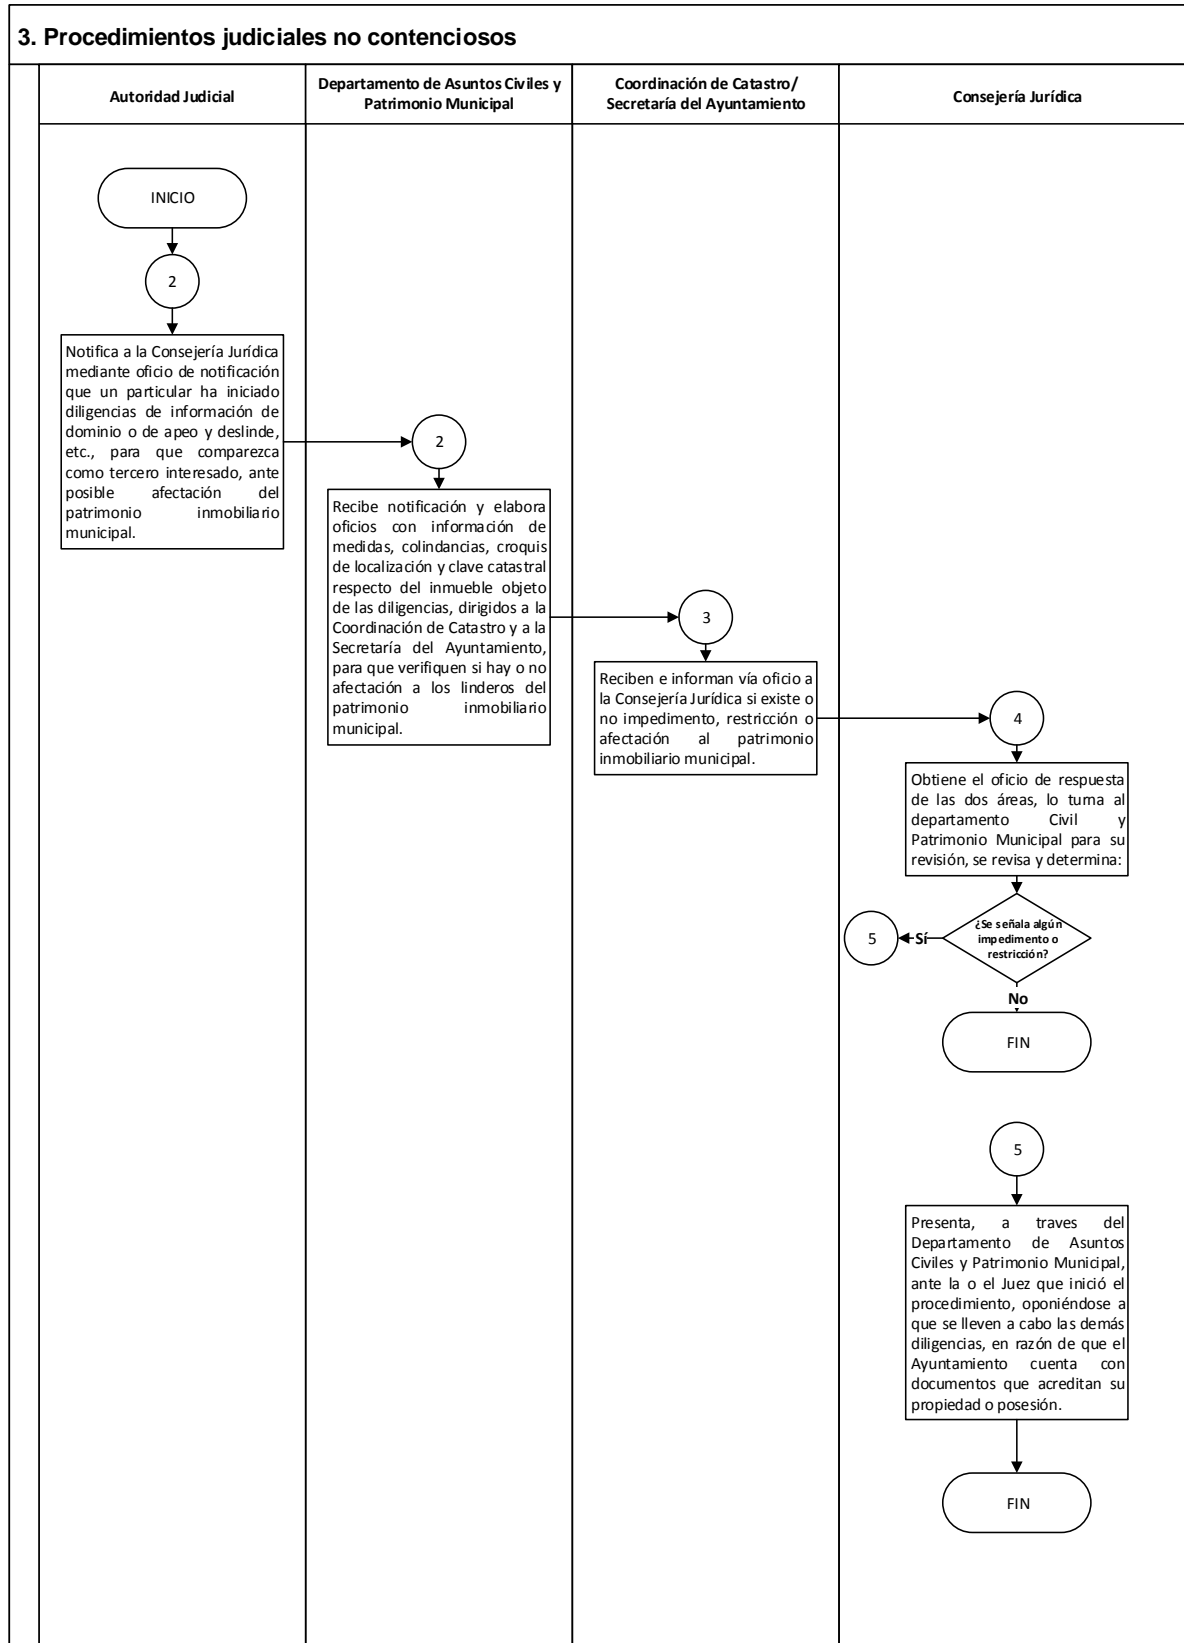 3. Procedimientos judiciales no contenciosos
Autoridad Judicial
Departamento de Asuntos Civiles y
Patrimonio Municipal
Coordinación de Catastro/
Secretaría del Ayuntamiento
Consejería Jurídica
INICIO
2
Notifica a la Consejería Jurídica
mediante oficio de notificación
que un particular ha iniciado
diligencias de información de
dominio o de apeo y deslinde,
etc., para que comparezca
como tercero interesado, ante
posible afectación del
patrimonio inmobiliario
municipal.
2
Recibe notificación y elabora
oficios con información de
medidas, colindancias, croquis
de localización y clave catastral
respecto del inmueble objeto
de las diligencias, dirigidos a la
Coordinación de Catastro y a la
Secretaría del Ayuntamiento,
para que verifiquen si hay o no
afectación a los linderos del
patrimonio inmobiliario
municipal.
3
Reciben e informan vía oficio a
la Consejería Jurídica si existe o
no impedimento, restricción o
afectación al patrimonio
inmobiliario municipal.
4
Obtiene el oficio de respuesta
de las dos áreas, lo turna al
departamento Civil y
Patrimonio Municipal para su
revisión, se revisa y determina:
¿Se señala algún
impedimento o
restricción?
Sí
5
No
FIN
5
Presenta, a traves del
Departamento de Asuntos
Civiles y Patrimonio Municipal,
ante la o el Juez que inició el
procedimiento, oponiéndose a
que se lleven a cabo las demás
diligencias, en razón de que el
Ayuntamiento cuenta con
documentos que acreditan su
propiedad o posesión.
FIN